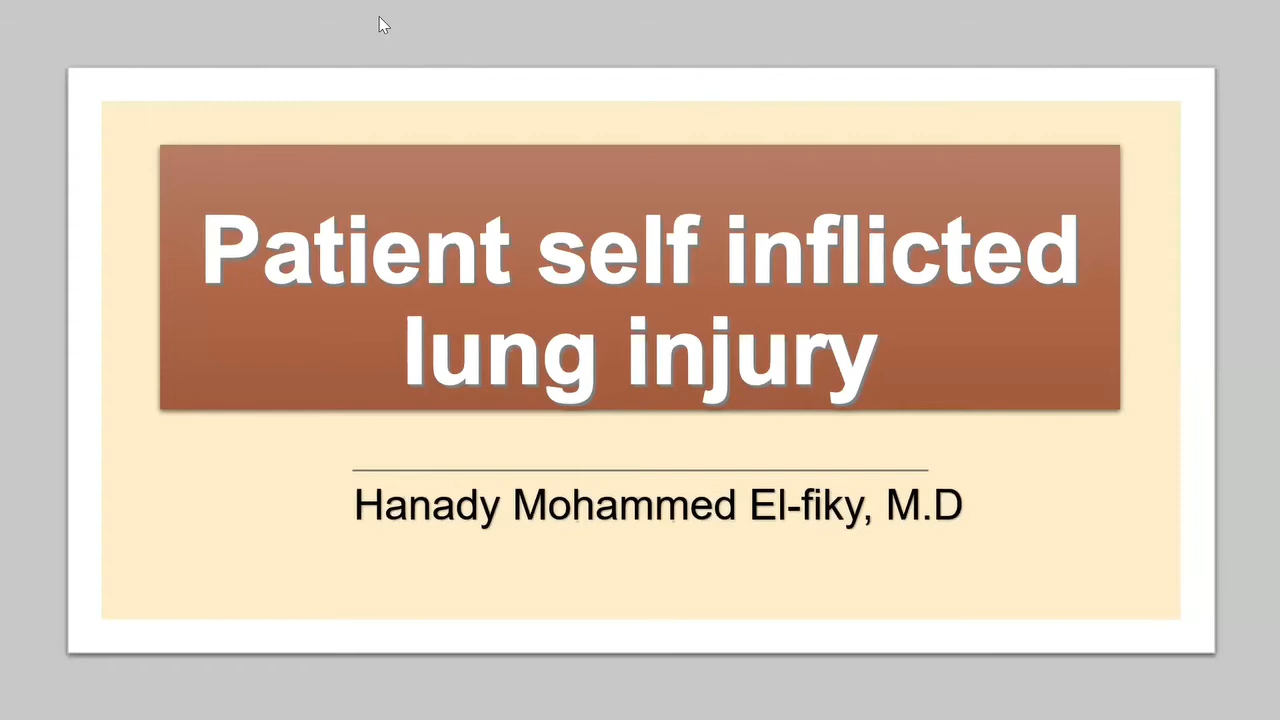 Patient self inflicted
lung injury
Hanady Mohammed El-fiky, M.D